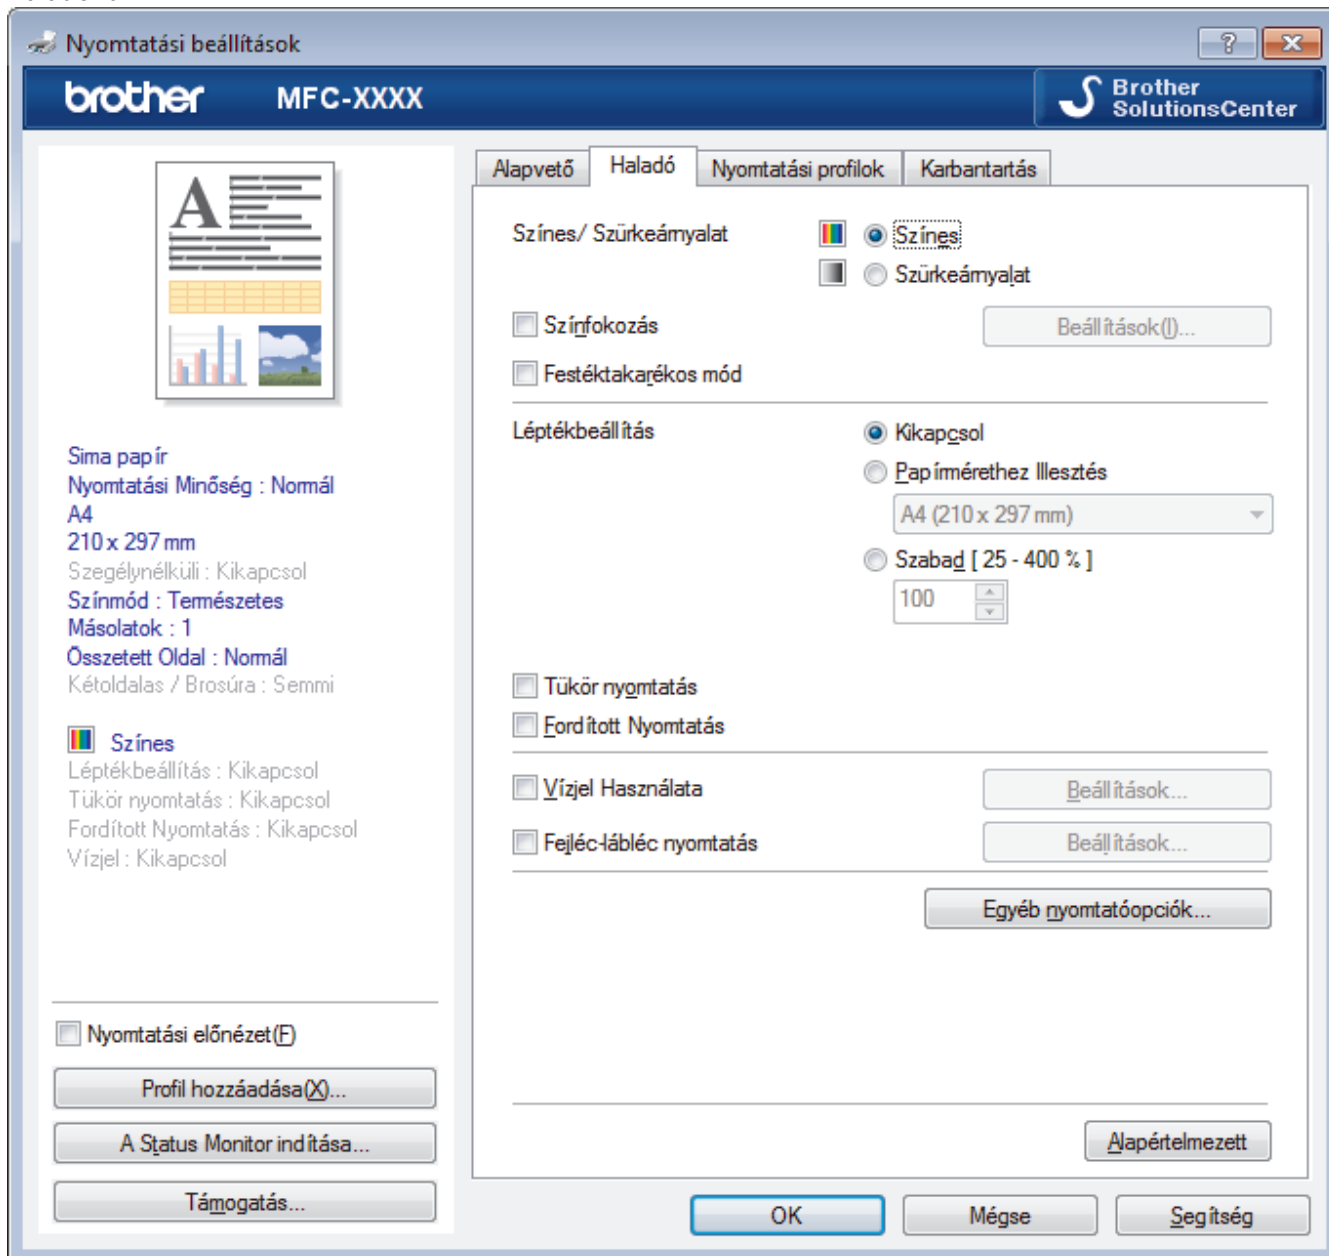 Nyomtatási beállítások
brother MFC-XXXX
Brother
SolutionsCenter
A
Sima papír
Nyomtatási Minőség : Normál
A4
210 x 297 mm
Szegélynélküli : Kikapcsol
Színmód : Természetes
Másolatok : 1
Összetett Oldal : Normál
Kétoldalas / Brosúra : Semmi
Színes
Léptékbeállítás : Kikapcsol
Tükör nyomtatás : Kikapcsol
Fordított Nyomtatás : Kikapcsol
Vízjel : Kikapcsol
Nyomtatási előnézet(F)
Profil hozzáadása(X)...
A Status Monitor indítása...
Támogatás...
Alapvető Haladó Nyomtatási profilok Karbantartás
Színes/ Szürkeárnyalat Színes
Szürkeárnyalat
Színfokozás Beállítások(I)...
Festéktakarékos mód
Léptékbeállítás Kikapcsol
Papírmérethez Illesztés
A4 (210 x 297 mm)
Szabad [ 25 - 400 % ]
100
Tükör nyomtatás
Fordított Nyomtatás
Vízjel Használata Beállítások...
Fejléc-lábléc nyomtatás Beállítások...
Egyéb nyomtatóopciók...
Alapértelmezett
OK Mégse Segítség